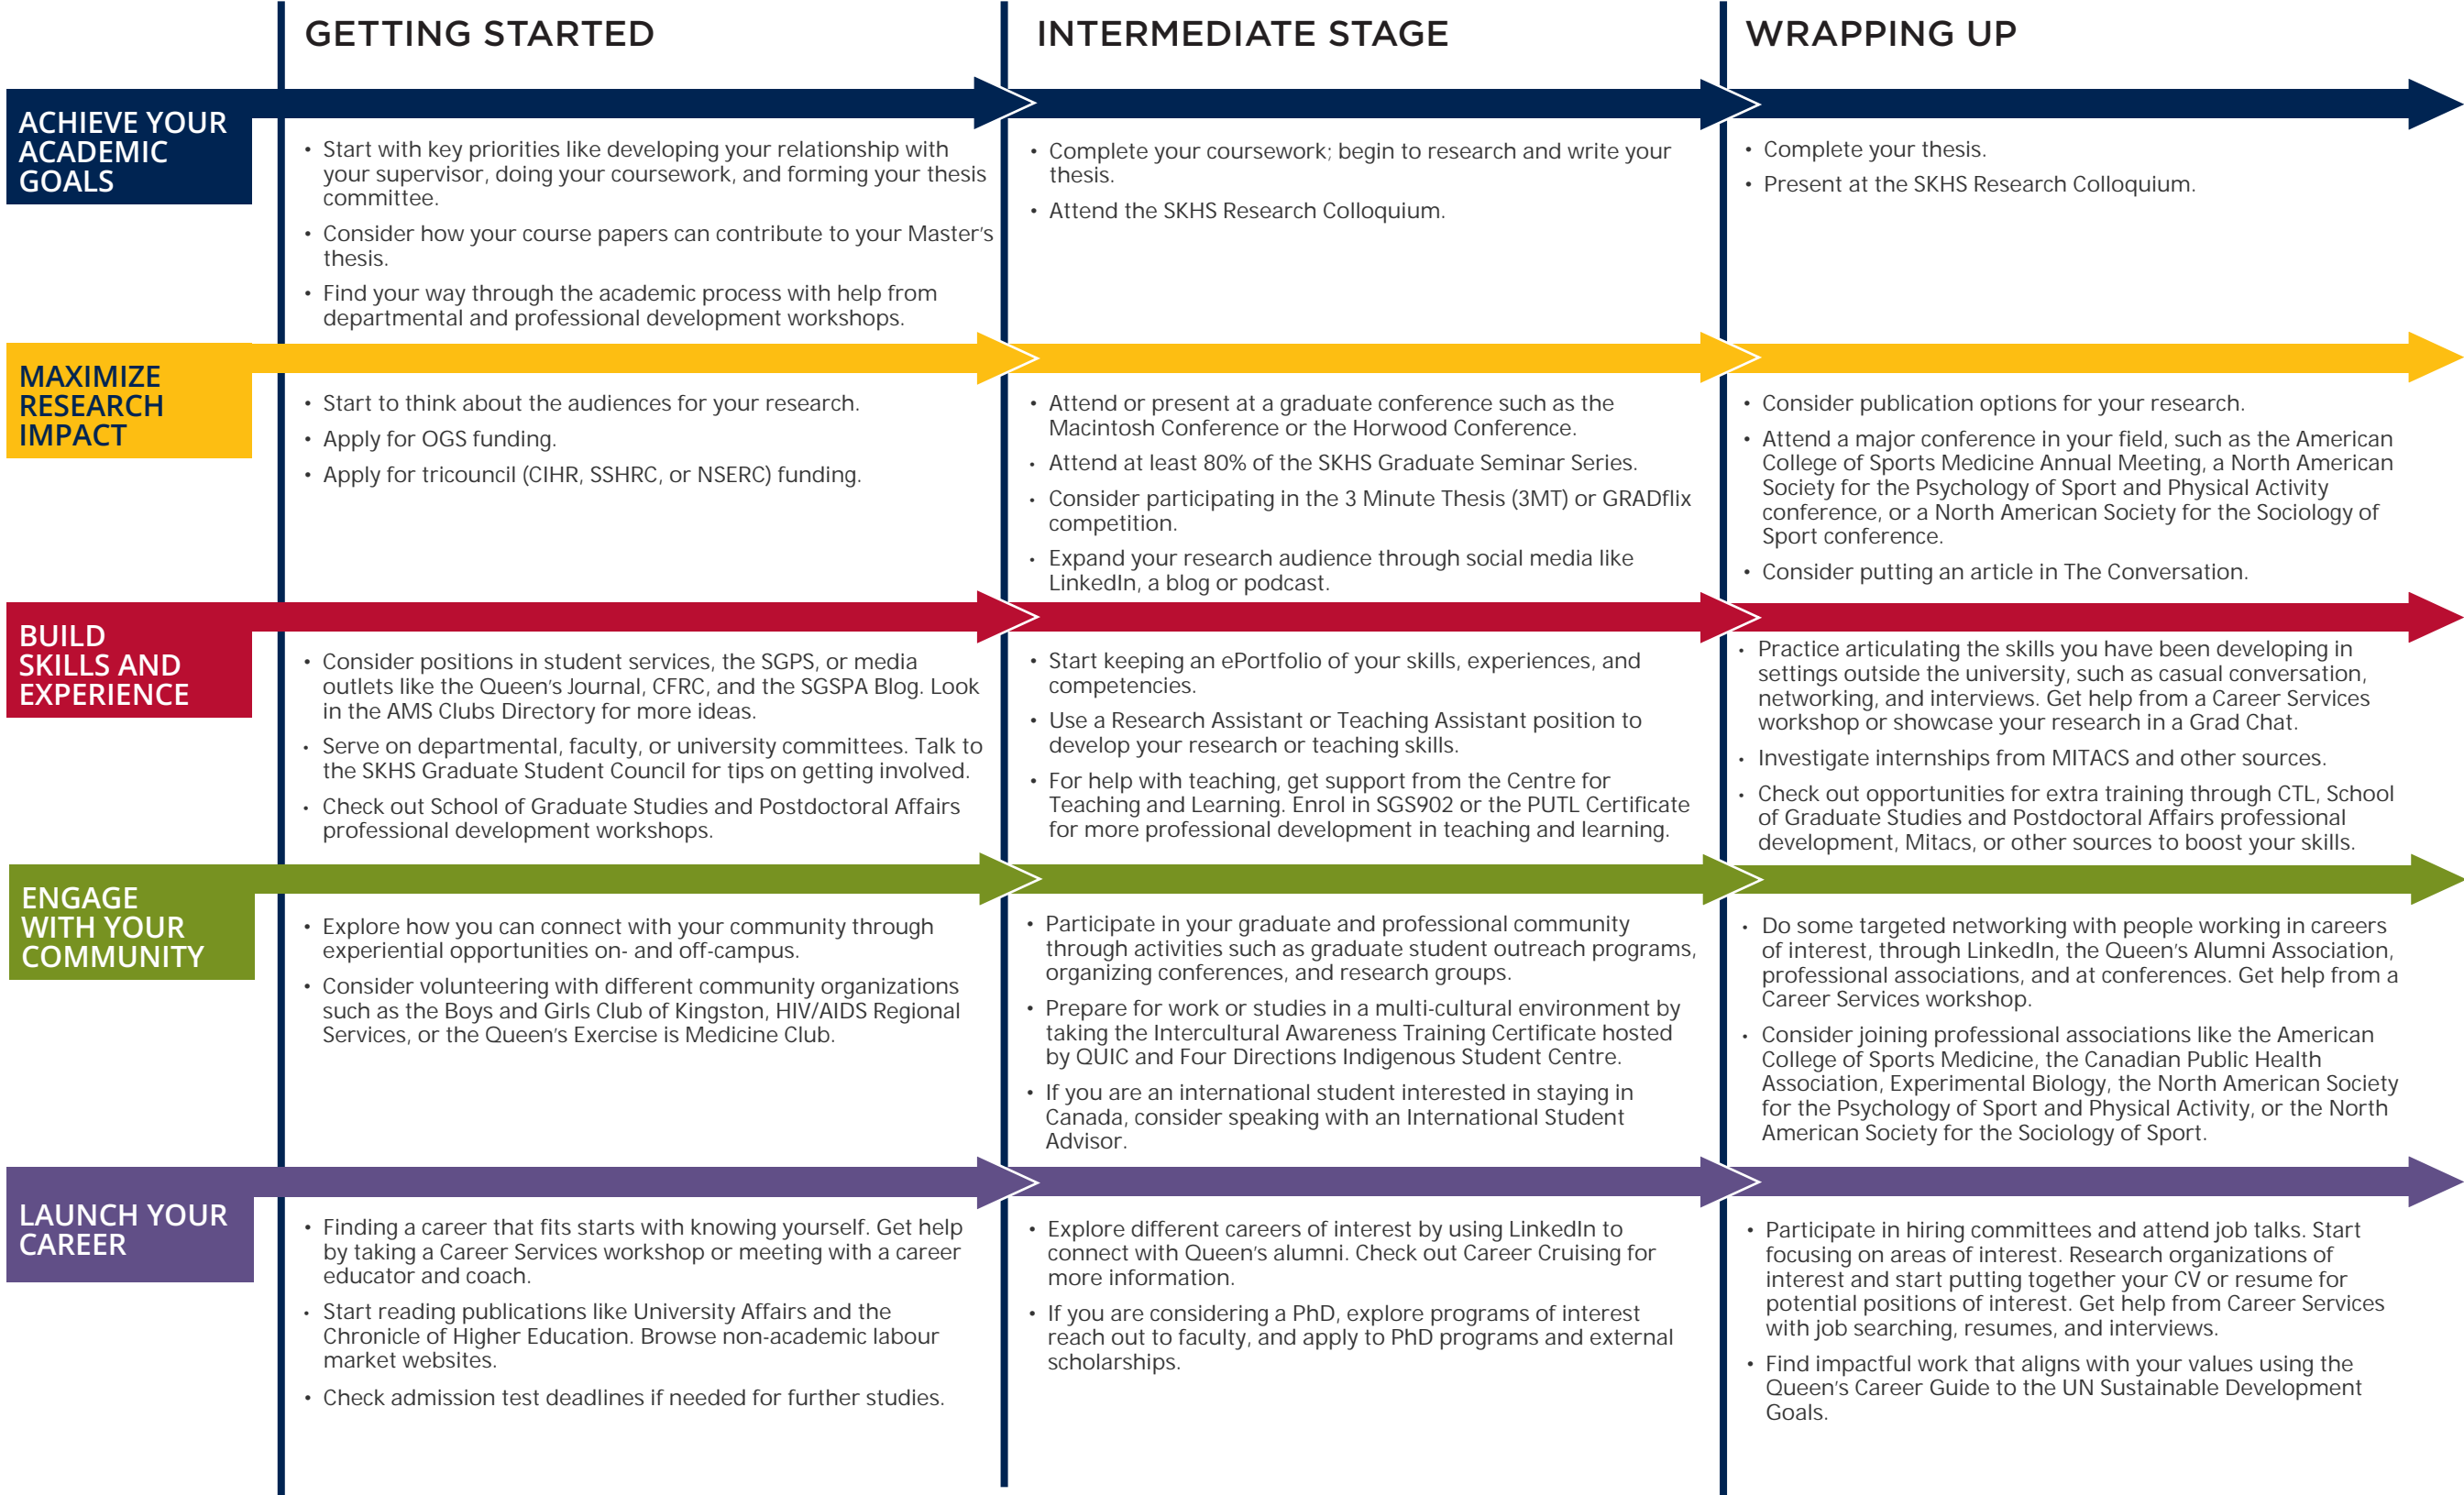 GETTING STARTED
INTERMEDIATE STAGE
WRAPPING UP
ACHIEVE YOUR
ACADEMIC
GOALS
• Start with key priorities like developing your relationship with
your supervisor, doing your coursework, and forming your thesis
committee.
• Consider how your course papers can contribute to your Master's
thesis.
• Find your way through the academic process with help from
departmental and professional development workshops.
• Complete your coursework; begin to research and write your
thesis.
• Attend the SKHS Research Colloquium.
• Complete your thesis.
• Present at the SKHS Research Colloquium.
MAXIMIZE
RESEARCH
IMPACT
• Start to think about the audiences for your research.
• Apply for OGS funding.
• Apply for tricouncil (CIHR, SSHRC, or NSERC) funding.
• Attend or present at a graduate conference such as the
Macintosh Conference or the Horwood Conference.
• Attend at least 80% of the SKHS Graduate Seminar Series.
• Consider participating in the 3 Minute Thesis (3MT) or GRADflix
competition.
• Expand your research audience through social media like
LinkedIn, a blog or podcast.
• Consider publication options for your research.
• Attend a major conference in your field, such as the American
College of Sports Medicine Annual Meeting, a North American
Society for the Psychology of Sport and Physical Activity
conference, or a North American Society for the Sociology of
Sport conference.
• Consider putting an article in The Conversation.
BUILD
SKILLS AND
EXPERIENCE
• Consider positions in student services, the SGPS, or media
outlets like the Queen's Journal, CFRC, and the SGSPA Blog. Look
in the AMS Clubs Directory for more ideas.
• Serve on departmental, faculty, or university committees. Talk to
the SKHS Graduate Student Council for tips on getting involved.
• Check out School of Graduate Studies and Postdoctoral Affairs
professional development workshops.
• Start keeping an ePortfolio of your skills, experiences, and
competencies.
• Use a Research Assistant or Teaching Assistant position to
develop your research or teaching skills.
• For help with teaching, get support from the Centre for
Teaching and Learning. Enrol in SGS902 or the PUTL Certificate
for more professional development in teaching and learning.
• Practice articulating the skills you have been developing in
settings outside the university, such as casual conversation,
networking, and interviews. Get help from a Career Services
workshop or showcase your research in a Grad Chat.
• Investigate internships from MITACS and other sources.
• Check out opportunities for extra training through CTL, School
of Graduate Studies and Postdoctoral Affairs professional
development, Mitacs, or other sources to boost your skills.
ENGAGE
WITH YOUR
COMMUNITY
• Explore how you can connect with your community through
experiential opportunities on- and off-campus.
• Consider volunteering with different community organizations
such as the Boys and Girls Club of Kingston, HIV/AIDS Regional
Services, or the Queen's Exercise is Medicine Club.
• Participate in your graduate and professional community
through activities such as graduate student outreach programs,
organizing conferences, and research groups.
• Prepare for work or studies in a multi-cultural environment by
taking the Intercultural Awareness Training Certificate hosted
by QUIC and Four Directions Indigenous Student Centre.
• If you are an international student interested in staying in
Canada, consider speaking with an International Student
Advisor.
• Do some targeted networking with people working in careers
of interest, through LinkedIn, the Queen's Alumni Association,
professional associations, and at conferences. Get help from a
Career Services workshop.
• Consider joining professional associations like the American
College of Sports Medicine, the Canadian Public Health
Association, Experimental Biology, the North American Society
for the Psychology of Sport and Physical Activity, or the North
American Society for the Sociology of Sport.
LAUNCH YOUR
CAREER
• Finding a career that fits starts with knowing yourself. Get help
by taking a Career Services workshop or meeting with a career
educator and coach.
• Start reading publications like University Affairs and the
Chronicle of Higher Education. Browse non-academic labour
market websites.
• Check admission test deadlines if needed for further studies.
• Explore different careers of interest by using LinkedIn to
connect with Queen's alumni. Check out Career Cruising for
more information.
• If you are considering a PhD, explore programs of interest
reach out to faculty, and apply to PhD programs and external
scholarships.
• Participate in hiring committees and attend job talks. Start
focusing on areas of interest. Research organizations of
interest and start putting together your CV or resume for
potential positions of interest. Get help from Career Services
with job searching, resumes, and interviews.
• Find impactful work that aligns with your values using the
Queen's Career Guide to the UN Sustainable Development
Goals.